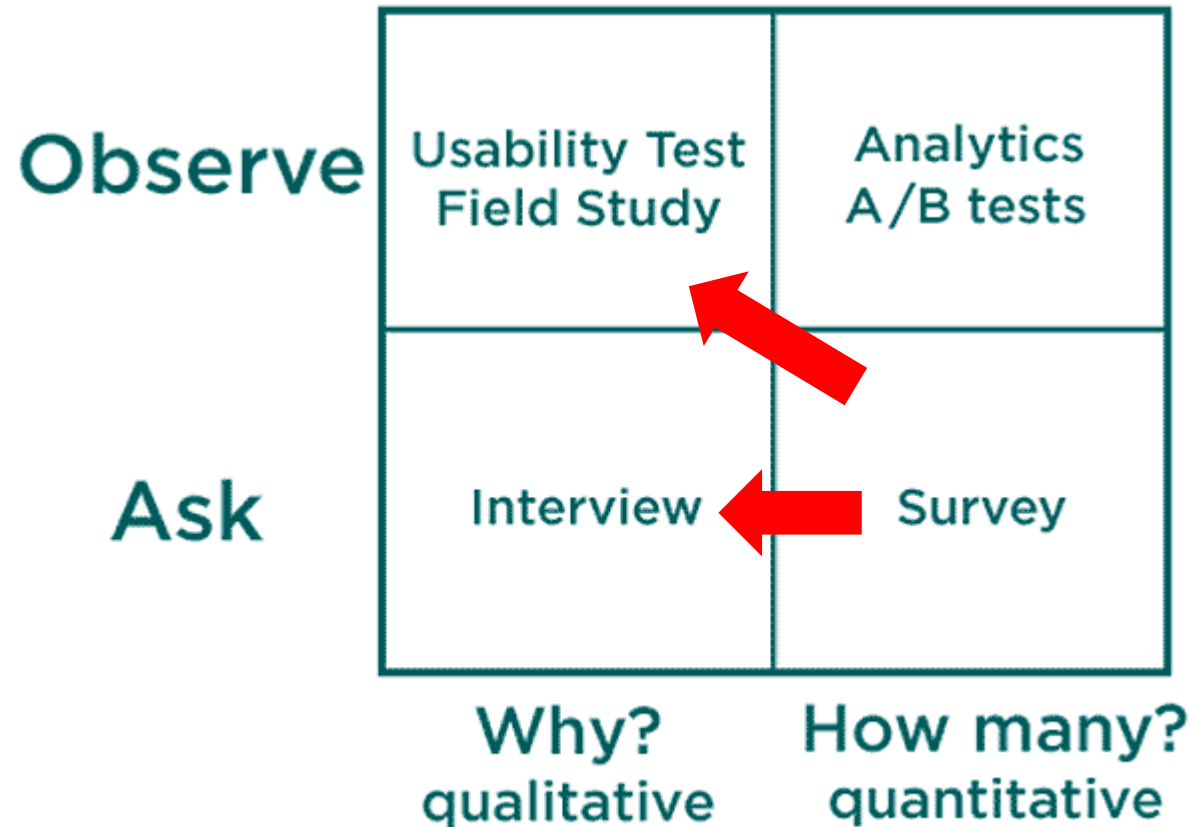 Observe
Usability Test
Field Study
Analytics
A/B tests
Ask
Interview
Survey
Why?
qualitative
How many?
quantitative